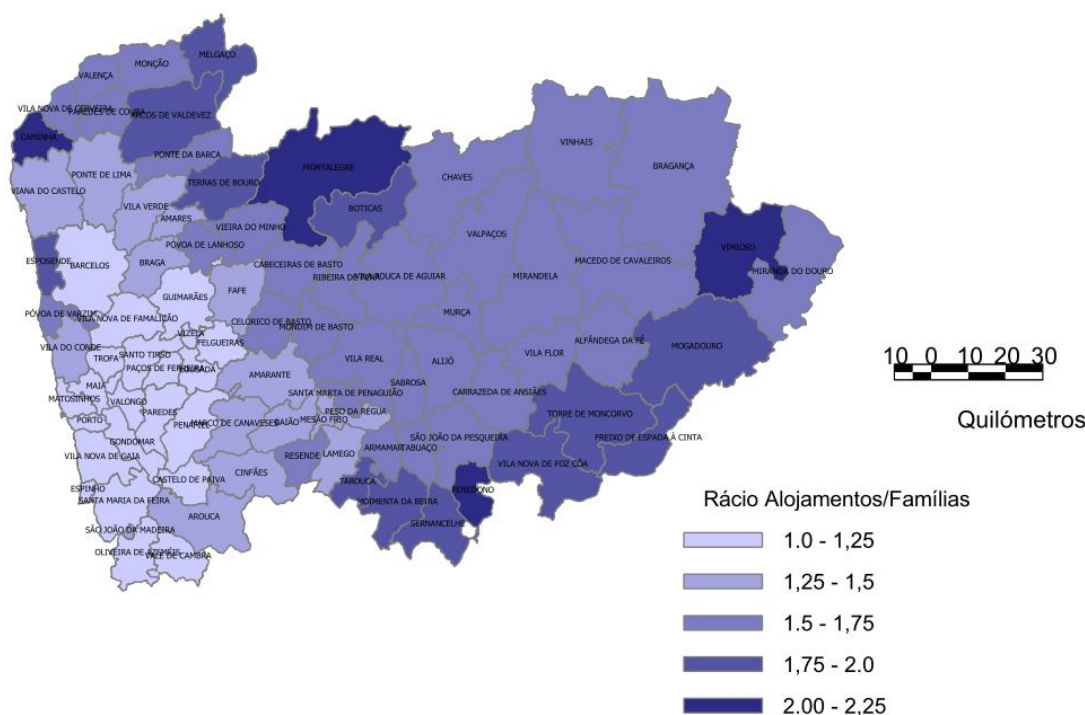 MELGAÇO
MONÇÃO
VALENÇA
VILA NOVA DE CERVEIRA
PAREDES DE COURA
ARCOS DE VALDEVEZ
CAMINHA
PONTE DA BARCA
VINHAIS
BRAGANÇA
MONTALEGRE
PONTE DE LIMA
CHAVES
TERRAS DE BOURO
VIANA DO CASTELO
VILA VERDE
BOTICAS
AMARES
VIEIRA DO MINHO
VALPAÇOS
PÓVOA DE LANHOSO
VIMIOSO
ESPOSENDE
BARCELOS
BRAGA
CABECEIRAS DE BASTO
MACEDO DE CAVALEIROS
MIRANDA DO DOURO
RIBEIRA DE PENA
VILA POUCA DE AGUIAR
MIRANDELA
GUIMARÃES
FAFE
PÓVOA DE VARZIM
VILA NOVA DE FAMALICÃO
CELORICO DE BASTO
MONDIM DE BASTO
MURÇA
VIZELA
FELGUEIRAS
ALFÂNDEGA DA FÉ
MOGADOURO
VILA DO CONDE
TROFA
SANTO TIRSO
VILA REAL
ALIJÓ
VILA FLOR
PAÇOS DE FERREIRA
LOUSADA
AMARANTE
MAIA
SABROSA
MATOSINHOS
VALONGO
SANTA MARTA DE PENAGUIÃO
CARRAZEDA DE ANSIÃES
PAREDES
PESO DA RÉGUA
PORTO
PENAFIEL
MARCO DE CANAVESES
BAIÃO
MESÃO FRIO
TORRE DE MONCORVO
GONDOMAR
SÃO JOÃO DA PESQUEIRA
FREIXO DE ESPADA À CINTA
VILA NOVA DE GAIA
RESENDE
LAMEGO
ARMAMAR
TABUAÇO
VILA NOVA DE FOZ CÔA
CINFÃES
CASTELO DE PAIVA
TAROUCA
ESPINHO
PENEDONO
SANTA MARIA DA FEIRA
MOIMENTA DA BEIRA
AROUCA
SERNANCELHE
SÃO JOÃO DA MADEIRA
OLIVEIRA DE AZEMÉIS
VALE DE CAMBRA
10 0 10 20 30
Quilómetros
Rácio Alojamentos/Famílias
1.0 - 1,25
1,25 - 1,5
1.5 - 1,75
1,75 - 2.0
2.00 - 2,25